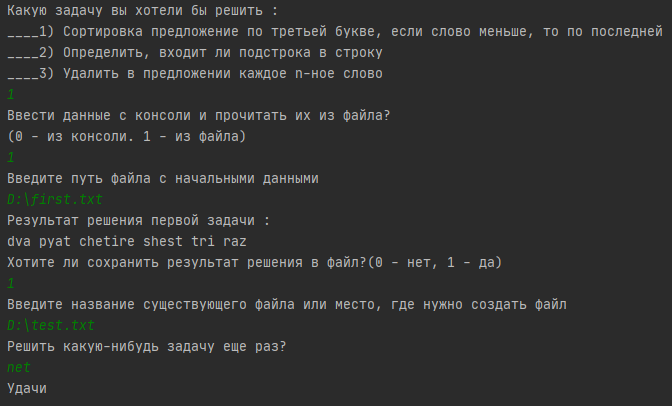 Какую задачу вы хотели бы решить :
____1) Сортировка предложение по третьей букве, если слово меньше, то по последней
____2) Определить, входит ли подстрока в строку
____3) Удалить в предложении каждое n-ное слово
1
Ввести данные с консоли и прочитать их из файла?
(0 - из консоли. 1 - из файла)
1
Введите путь файла с начальными данными
D:\first.txt
Результат решения первой задачи :
dva pyat chetire shest tri raz
Хотите ли сохранить результат решения в файл?(0 - нет, 1 - да)
1
Введите название существующего файла или место, где нужно создать файл
D:\test.txt
Решить какую-нибудь задачу еще раз?
net
Удачи